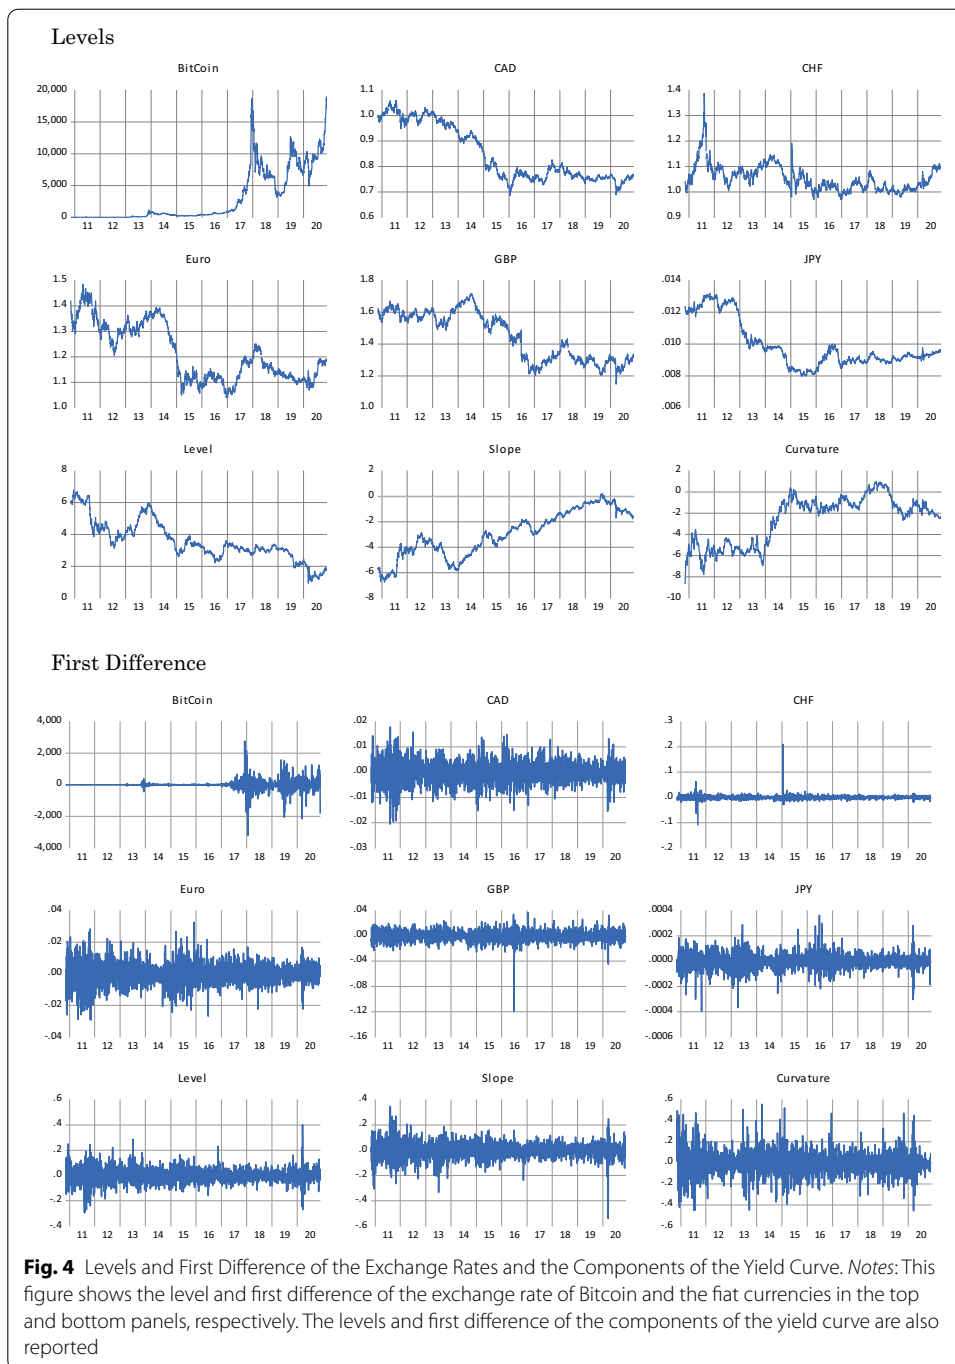 Levels
BitCoin
CAD
CHF
20,000
15,000
10,000
5,000
0
11 12 13 14 15 16 17 18 19 20
1.1
1.0
0.9
0.8
0.7
0.6
11 12 13 14 15 16 17 18 19 20
1.4
1.3
1.2
1.1
1.0
0.9
11 12 13 14 15 16 17 18 19 20
Euro
GBP
JPY
1.5
1.4
1.3
1.2
1.1
1.0
11 12 13 14 15 16 17 18 19 20
1.8
1.6
1.4
1.2
1.0
11 12 13 14 15 16 17 18 19 20
.014
.012
.010
.008
.006
11 12 13 14 15 16 17 18 19 20
Level
Slope
Curvature
8
6
4
2
0
11 12 13 14 15 16 17 18 19 20
2
0
-2
-4
-6
-8
11 12 13 14 15 16 17 18 19 20
2
0
-2
-4
-6
-8
-10
11 12 13 14 15 16 17 18 19 20
First Difference
BitCoin
CAD
CHF
4,000
2,000
0
-2,000
-4,000
11 12 13 14 15 16 17 18 19 20
.02
.01
.00
-.01
-.02
-.03
11 12 13 14 15 16 17 18 19 20
.3
.2
.1
.0
-.1
-.2
11 12 13 14 15 16 17 18 19 20
Euro
GBP
JPY
.04
.02
.00
-.02
-.04
11 12 13 14 15 16 17 18 19 20
.04
.00
-.04
-.08
-.12
-.16
11 12 13 14 15 16 17 18 19 20
.0004
.0002
.0000
-.0002
-.0004
-.0006
11 12 13 14 15 16 17 18 19 20
Level
Slope
Curvature
.6
.4
.2
.0
-.2
-.4
11 12 13 14 15 16 17 18 19 20
.4
.2
.0
-.2
-.4
-.6
11 12 13 14 15 16 17 18 19 20
.6
.4
.2
.0
-.2
-.4
-.6
11 12 13 14 15 16 17 18 19 20
Fig. 4 Levels and First Difference of the Exchange Rates and the Components of the Yield Curve. Notes: This
figure shows the level and first difference of the exchange rate of Bitcoin and the fiat currencies in the top
and bottom panels, respectively. The levels and first difference of the components of the yield curve are also
reported